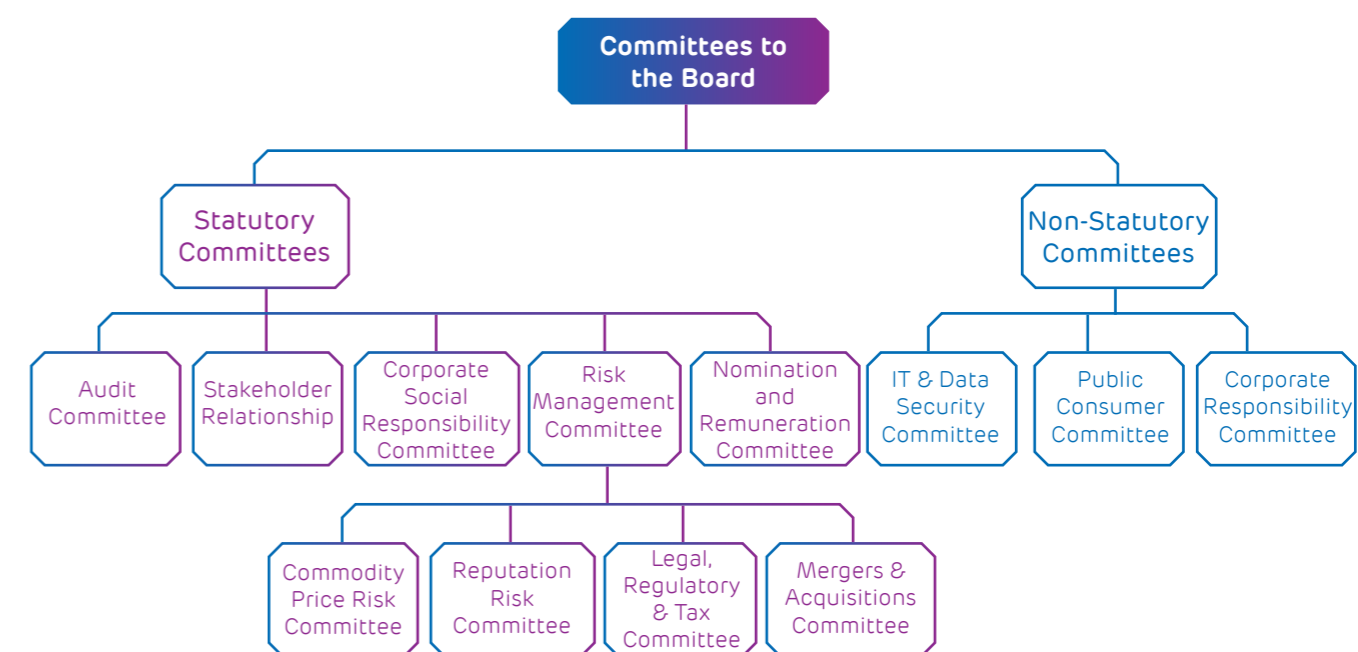 Committees to
the Board
Statutory
Committees
Non-Statutory
Committees
Audit
Committee
Stakeholder
Relationship
Corporate
Social
Responsibility
Committee
Risk
Management
Committee
Nomination
and
Remuneration
Committee
IT & Data
Security
Committee
Public
Consumer
Committee
Corporate
Responsibility
Committee
Commodity
Price Risk
Committee
Reputation
Risk
Committee
Legal,
Regulatory
& Tax
Committee
Mergers &
Acquisitions
Committee